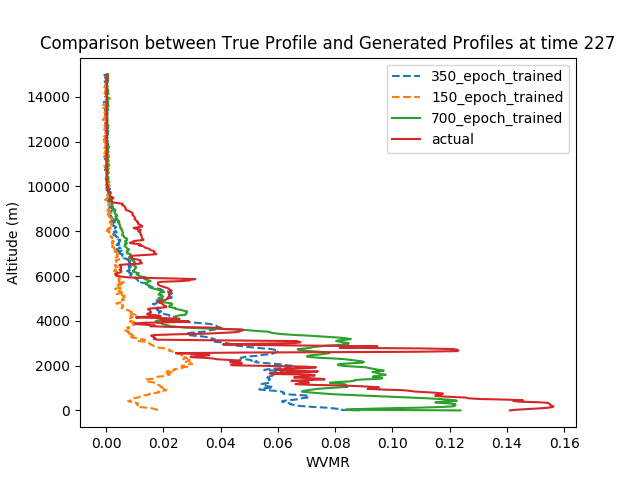 Comparison between True Profile and Generated Profiles at time 227
350_epoch_trained
150_epoch_trained
700_epoch_trained
actual
Altitude (m)
14000
12000
10000
8000
6000
4000
2000
0
0.00 0.02 0.04 0.06 0.08 0.10 0.12 0.14 0.16
WVMR